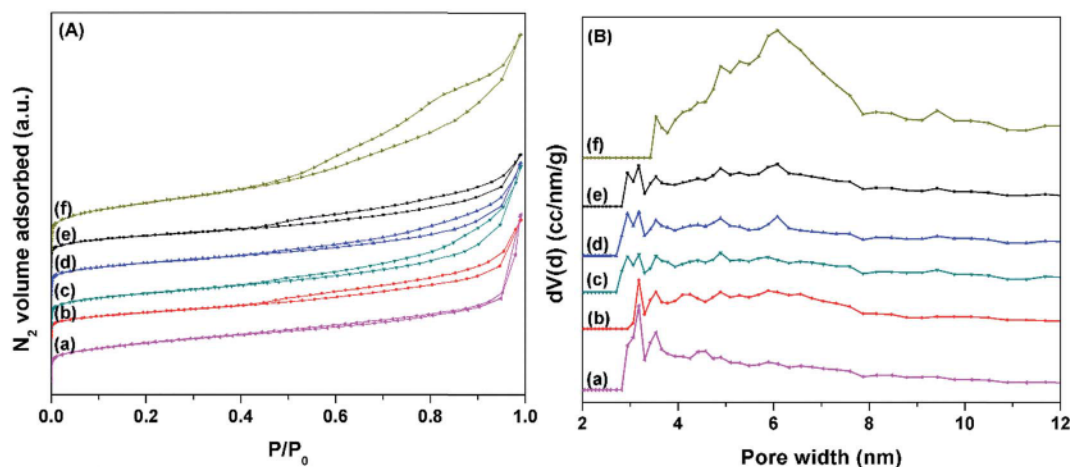 (A)
N₂ volume adsorbed (a.u.)
(f)
(e)
(d)
(c)
(b)
(a)
0.0 0.2 0.4 0.6 0.8 1.0
P/P₀
(B)
dV(d) (cc/nm/g)
(f)
(e)
(d)
(c)
(b)
(a)
2 4 6 8 10 12
Pore width (nm)